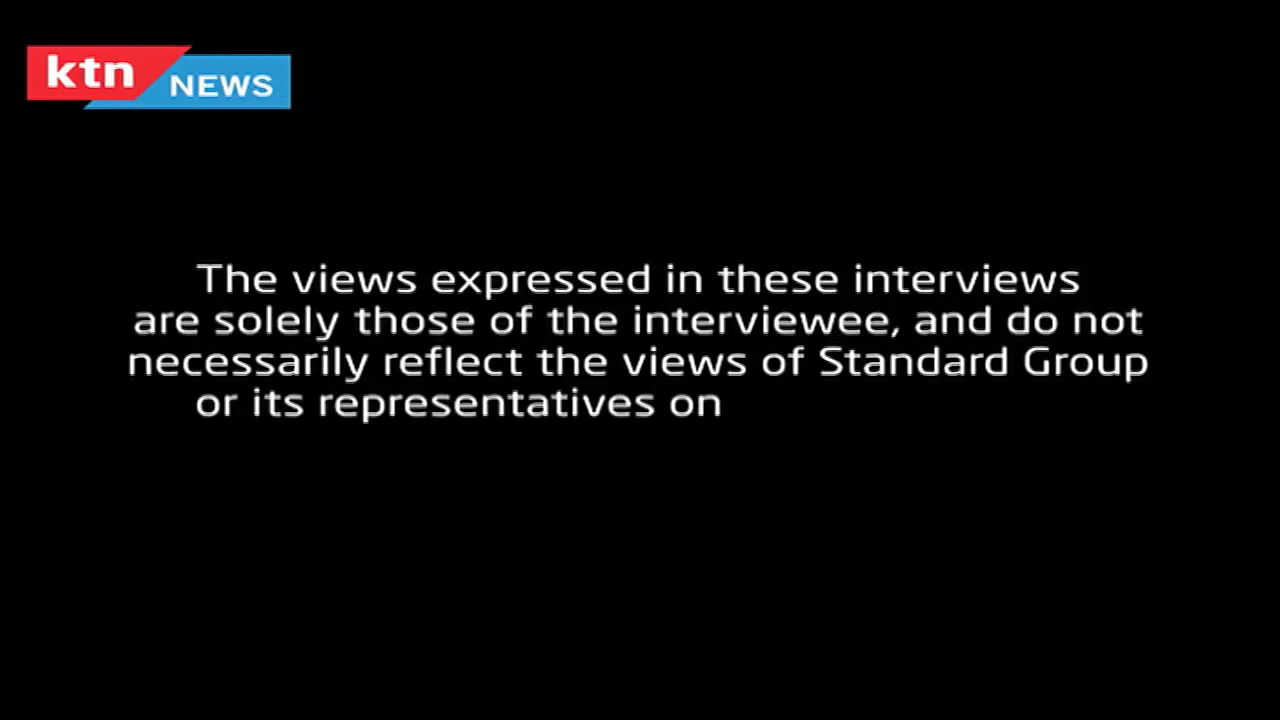 ktn NEWS
The views expressed in these interviews
are solely those of the interviewee, and do not
necessarily reflect the views of Standard Group
or its representatives on